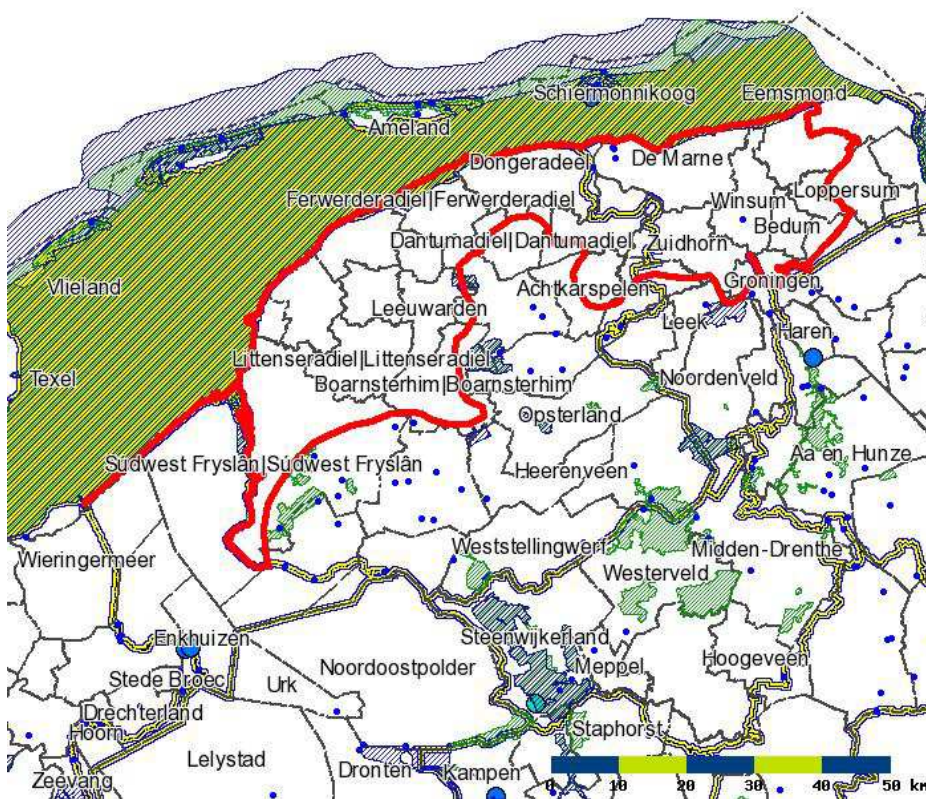 Schiermonnikoog
Eemsmond
Ameland
Dongeradeel
De Marne
Ferwerderadiel|Ferwerderadiel
Winsum
Loppersum
Bedum
Dantumadiel|Dantumadiel
Zuidhorn
Vlieland
Achtkarspelen
Groningen
Leeuwarden
Leek
Haren
Littenseradiel|Littenseradiel
Texel
Boarnsterhim|Boarnsterhim
Noordenveld
Opsterland
Súdwest Fryslân|Súdwest Fryslân
Heerenveen
Aa en Hunze
Wieringermeer
Weststellingwerf
Midden-Drenthe
Westerveld
Enkhuizen
Steenwijkerland
Noordoostpolder
Meppel
Hoogeveen
Stede Broec
Urk
Drechterland
Hoorn
Staphorst
Lelystad
Zeevang
Dronten
Kampen
0 10 20 30 40 50 km